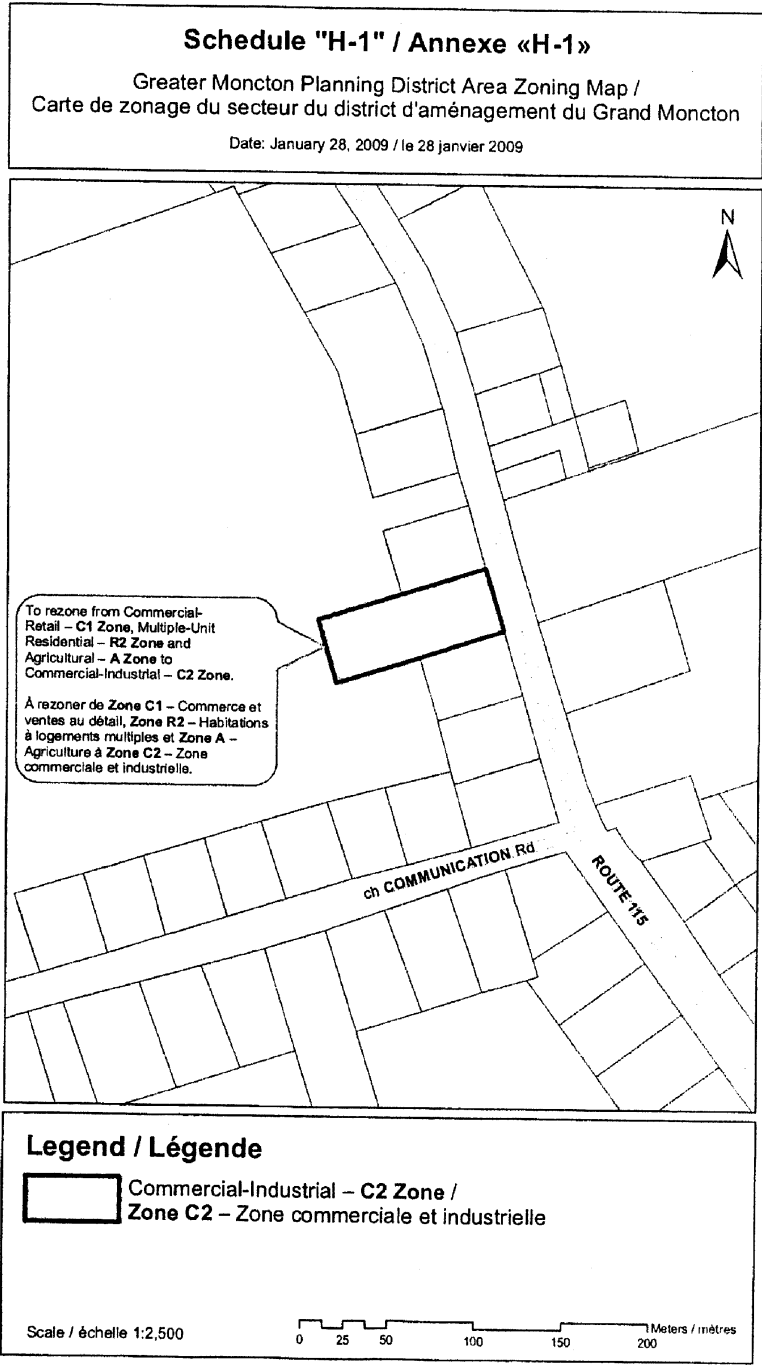 Schedule "H-1" / Annexe «H-1»
Greater Moncton Planning District Area Zoning Map /
Carte de zonage du secteur du district d'aménagement du Grand Moncton
Date: January 28, 2009 / le 28 janvier 2009
N
To rezone from Commercial-
Retail – C1 Zone, Multiple-Unit
Residential – R2 Zone and
Agricultural – A Zone to
Commercial-Industrial – C2 Zone.
À rezoner de Zone C1 – Commerce et
ventes au détail, Zone R2 – Habitations
à logements multiples et Zone A –
Agriculture à Zone C2 – Zone
commerciale et industrielle.
ch COMMUNICATION Rd
ROUTE 115
Legend / Légende
Commercial-Industrial – C2 Zone /
Zone C2 – Zone commerciale et industrielle
Scale / échelle 1:2,500
Meters / mètres
0 25 50 100 150 200